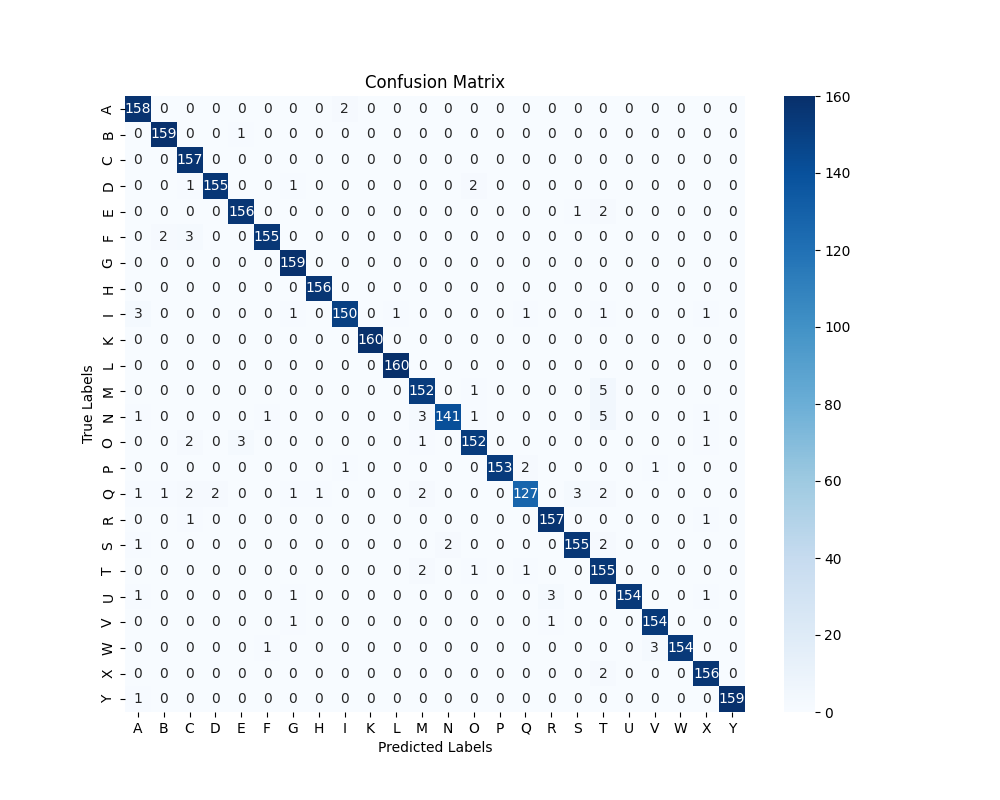 Confusion Matrix
A 158 0 0 0 0 0 0 0 2 0 0 0 0 0 0 0 0 0 0 0 0 0 0 0 160
B 0 159 0 0 1 0 0 0 0 0 0 0 0 0 0 0 0 0 0 0 0 0 0 0
C 0 0 157 0 0 0 0 0 0 0 0 0 0 0 0 0 0 0 0 0 0 0 0 0
D 0 0 1 155 0 0 1 0 0 0 0 0 0 2 0 0 0 0 0 0 0 0 0 0 140
E 0 0 0 0 156 0 0 0 0 0 0 0 0 0 0 0 0 1 2 0 0 0 0 0
F 0 2 3 0 0 155 0 0 0 0 0 0 0 0 0 0 0 0 0 0 0 0 0 0 120
G 0 0 0 0 0 0 159 0 0 0 0 0 0 0 0 0 0 0 0 0 0 0 0 0
H 0 0 0 0 0 0 0 156 0 0 0 0 0 0 0 0 0 0 0 0 0 0 0 0
I 3 0 0 0 0 0 1 0 150 0 1 0 0 0 0 1 0 0 1 0 0 0 1 0 100
K 0 0 0 0 0 0 0 0 0 160 0 0 0 0 0 0 0 0 0 0 0 0 0 0
L 0 0 0 0 0 0 0 0 0 0 160 0 0 0 0 0 0 0 0 0 0 0 0 0
M 0 0 0 0 0 0 0 0 0 0 0 152 0 1 0 0 0 0 5 0 0 0 0 0 80
N 1 0 0 0 0 1 0 0 0 0 0 3 141 1 0 0 0 0 5 0 0 0 1 0
True Labels
O 0 0 2 0 3 0 0 0 0 0 0 1 0 152 0 0 0 0 0 0 0 0 1 0
P 0 0 0 0 0 0 0 0 1 0 0 0 0 0 153 2 0 0 0 0 1 0 0 0 60
Q 1 1 2 2 0 0 1 1 0 0 0 2 0 0 0 127 0 3 2 0 0 0 0 0
R 0 0 1 0 0 0 0 0 0 0 0 0 0 0 0 0 157 0 0 0 0 0 1 0
S 1 0 0 0 0 0 0 0 0 0 0 0 2 0 0 0 0 155 2 0 0 0 0 0 40
T 0 0 0 0 0 0 0 0 0 0 0 2 0 1 0 1 0 0 155 0 0 0 0 0
U 1 0 0 0 0 0 1 0 0 0 0 0 0 0 0 0 3 0 0 154 0 0 1 0
V 0 0 0 0 0 0 1 0 0 0 0 0 0 0 0 0 1 0 0 0 154 0 0 0 20
W 0 0 0 0 0 1 0 0 0 0 0 0 0 0 0 0 0 0 0 0 3 154 0 0
X 0 0 0 0 0 0 0 0 0 0 0 0 0 0 0 0 0 0 2 0 0 0 156 0
Y 1 0 0 0 0 0 0 0 0 0 0 0 0 0 0 0 0 0 0 0 0 0 0 159 0
A B C D E F G H I K L M N O P Q R S T U V W X Y
Predicted Labels